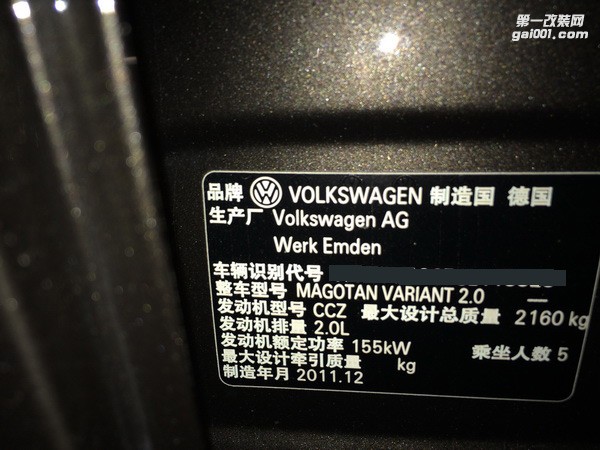 第一改装网
gai001.com
品牌 VOLKSWAGEN 制造国 德国
生产厂 Volkswagen AG
Werk Emden
车辆识别代号
整车型号 MAGOTAN VARIANT 2.0 —
发动机型号 CCZ 最大设计总质量 2160 kg
发动机排量 2.0L
发动机额定功率 155kW 乘坐人数 5
最大设计牵引质量 kg
制造年月 2011.12